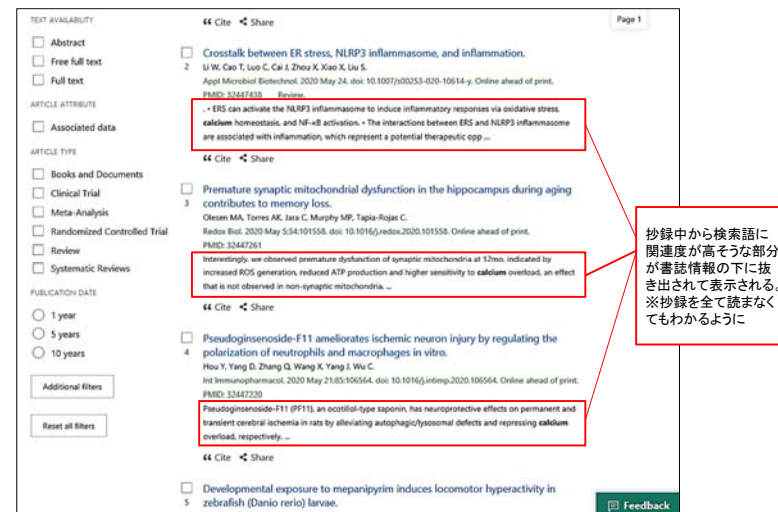 TEXT AVAILABILITY
Abstract
Free full text
Full text
ARTICLE ATTRIBUTE
Associated data
ARTICLE TYPE
Books and Documents
Clinical Trial
Meta-Analysis
Randomized Controlled Trial
Review
Systematic Reviews
PUBLICATION DATE
1 year
5 years
10 years
Additional filters
Reset all filters
Cite Share
Page 1
2 Crosstalk between ER stress, NLRP3 inflammasome, and inflammation.
Li W, Cao T, Luo C, Cai J, Zhou X, Xiao X, Liu S.
Appl Microbiol Biotechnol. 2020 May 24. doi: 10.1007/s00253-020-10614-y. Online ahead of print.
PMID: 32447438 Review.
. • ERS can activate the NLRP3 inflammasome to induce inflammatory responses via oxidative stress,
calcium homeostasis, and NF-κB activation. • The interactions between ERS and NLRP3 inflammasome
are associated with inflammation, which represent a potential therapeutic opp ...
Cite Share
Premature synaptic mitochondrial dysfunction in the hippocampus during aging
3 contributes to memory loss.
Olesen MA, Torres AK, Jara C, Murphy MP, Tapia-Rojas C.
Redox Biol. 2020 May 5;34:101558. doi: 10.1016/j.redox.2020.101558. Online ahead of print.
PMID: 32447261
Interestingly, we observed premature dysfunction of synaptic mitochondria at 12mo, indicated by
increased ROS generation, reduced ATP production and higher sensitivity to calcium overload, an effect
that is not observed in non-synaptic mitochondria. ...
Cite Share
Pseudoginsenoside-F11 ameliorates ischemic neuron injury by regulating the
4 polarization of neutrophils and macrophages in vitro.
Hou Y, Yang D, Zhang Q, Wang X, Yang J, Wu C.
Int Immunopharmacol. 2020 May 21;85:106564. doi: 10.1016/j.intimp.2020.106564. Online ahead of print.
PMID: 32447220
Pseudoginsenoside-F11 (PF11), an ocotillol-type saponin, has neuroprotective effects on permanent and
transient cerebral ischemia in rats by alleviating autophagic/lysosomal defects and repressing calcium
overload, respectively. ...
Cite Share
Developmental exposure to mepanipyrim induces locomotor hyperactivity in
5 zebrafish (Danio rerio) larvae.
Feedback
抄録中から検索語に
関連度が高そうな部分
が書誌情報の下に抜
き出されて表示される。
※抄録を全て読まなく
てもわかるように